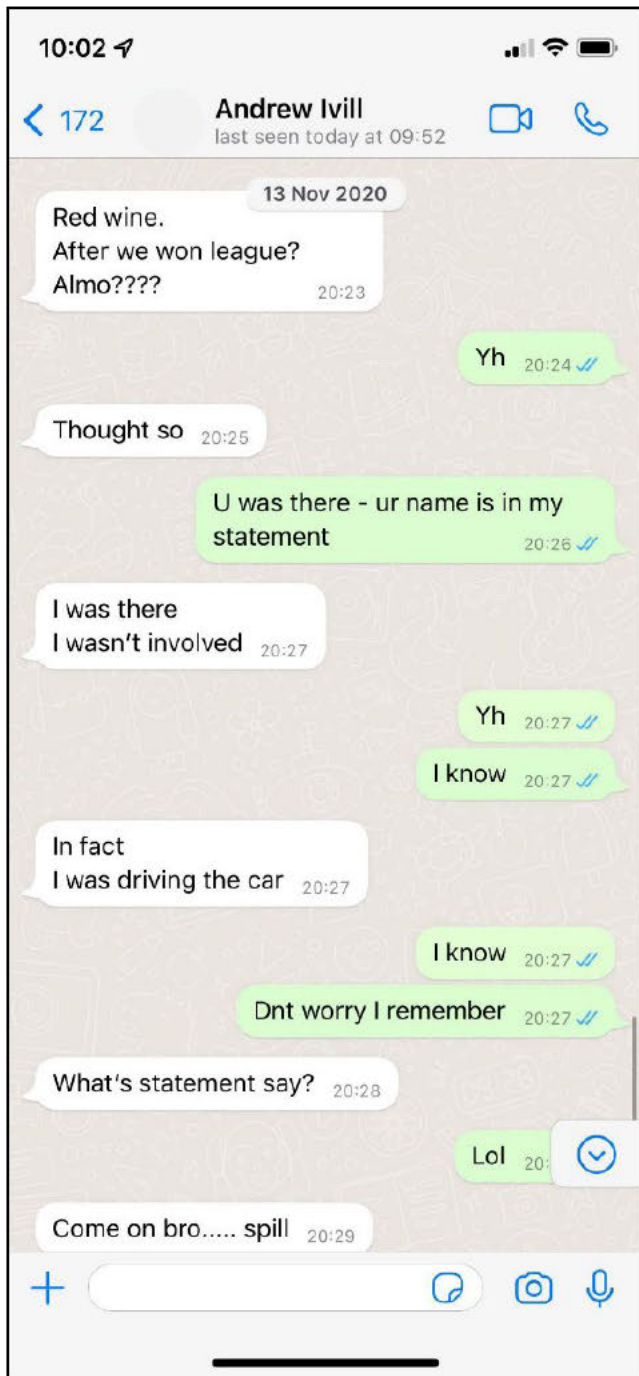 10:02
172
Andrew Ivill
last seen today at 09:52
13 Nov 2020
Red wine.
After we won league?
Almo????
20:23
Yh 20:24
Thought so 20:25
U was there - ur name is in my
statement 20:26
I was there
I wasn't involved 20:27
Yh 20:27
I know 20:27
In fact
I was driving the car 20:27
I know 20:27
Dnt worry I remember 20:27
What's statement say? 20:28
Lol 20:
Come on bro..... spill 20:29